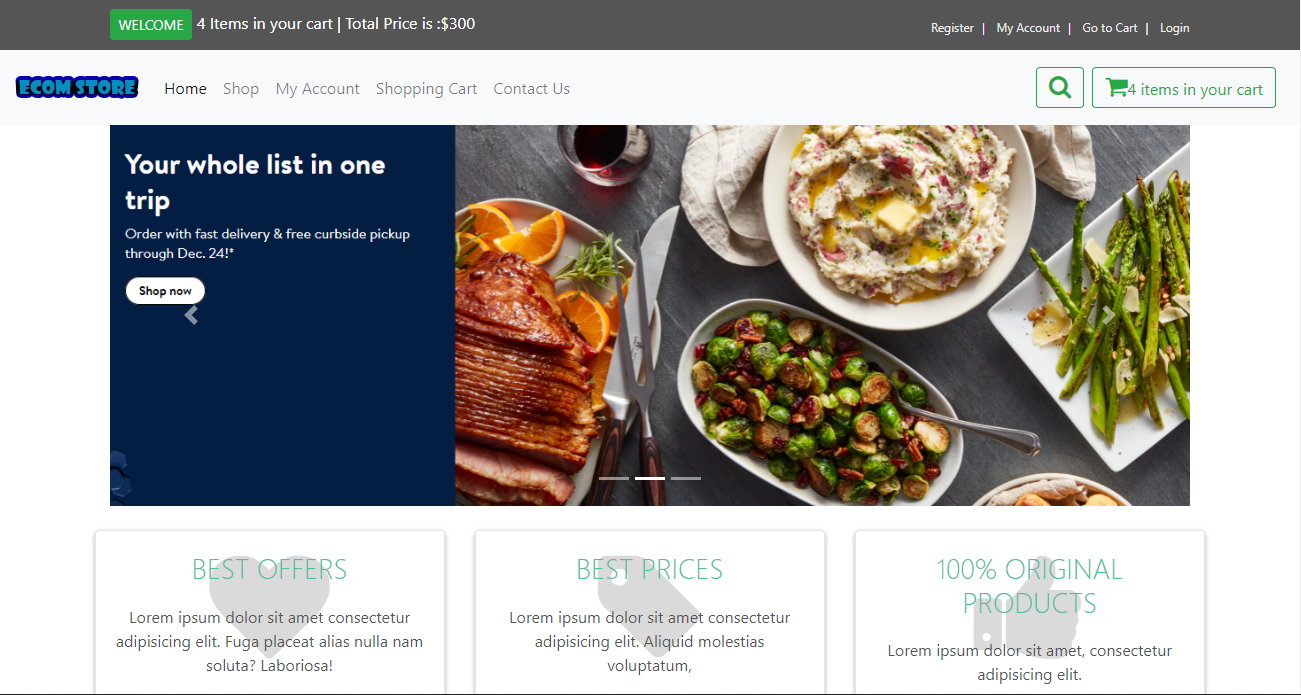 WELCOME 4 Items in your cart | Total Price is :$300
Register | My Account | Go to Cart | Login
ECOM STORE Home Shop My Account Shopping Cart Contact Us 4 items in your cart
Your whole list in one
trip
Order with fast delivery & free curbside pickup
through Dec. 24!*
Shop now
BEST OFFERS
Lorem ipsum dolor sit amet consectetur
adipisicing elit. Fuga placeat alias nulla nam
soluta? Laboriosa!
BEST PRICES
Lorem ipsum dolor sit amet consectetur
adipisicing elit. Aliquid molestias
voluptatum,
100% ORIGINAL
PRODUCTS
Lorem ipsum dolor sit amet, consectetur
adipisicing elit.